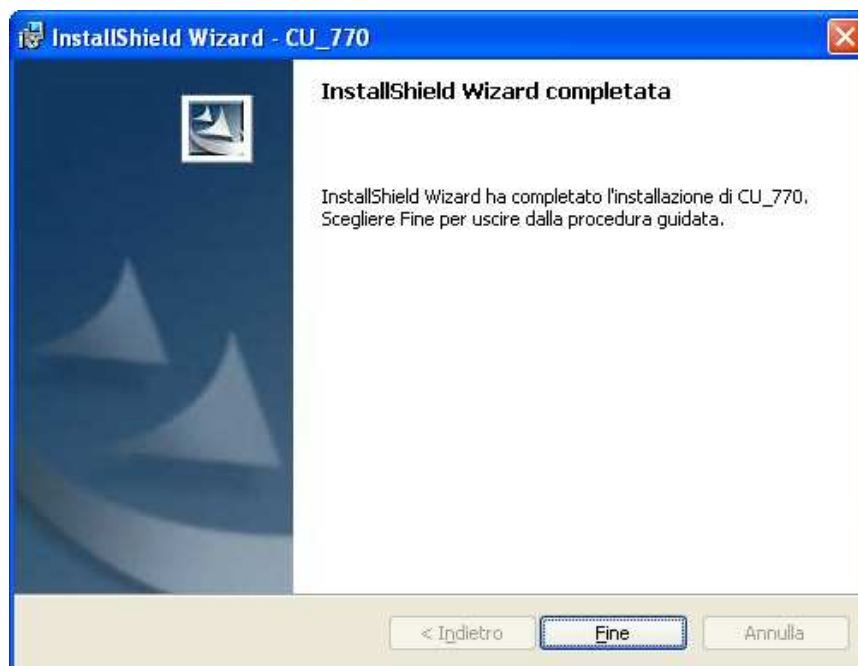 InstallShield Wizard - CU_770
InstallShield Wizard completata
InstallShield Wizard ha completato l'installazione di CU_770.
Scegliere Fine per uscire dalla procedura guidata.
< Indietro Fine Annulla